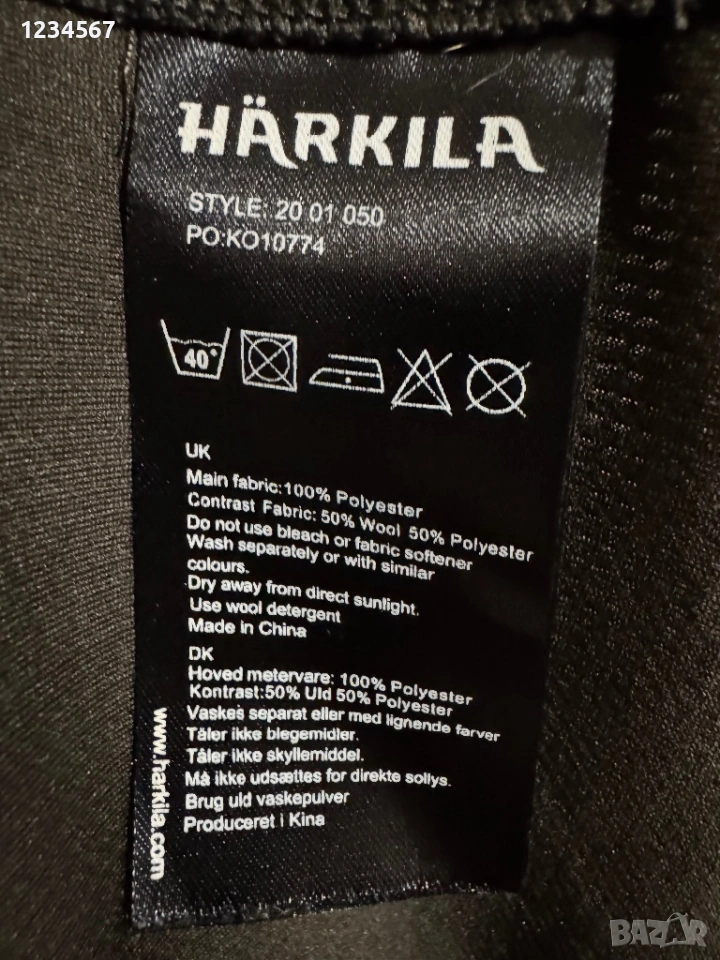 1234567
HÄRKILA
STYLE: 20 01 050
PO:KO10774
40°
UK
Main fabric:100% Polyester
Contrast Fabric: 50% Wool 50% Polyester
Do not use bleach or fabric softener
Wash separately or with similar
colours.
Dry away from direct sunlight.
Use wool detergent
Made in China
DK
Hoved metervare: 100% Polyester
Kontrast:50% Uld 50% Polyester
Vaskes separat eller med lignende farver
Tåler ikke blegemidler.
Tåler ikke skyllemiddel.
Må ikke udsættes for direkte sollys.
Brug uld vaskepulver
Produceret i Kina
www.harkila.com
BAZAR